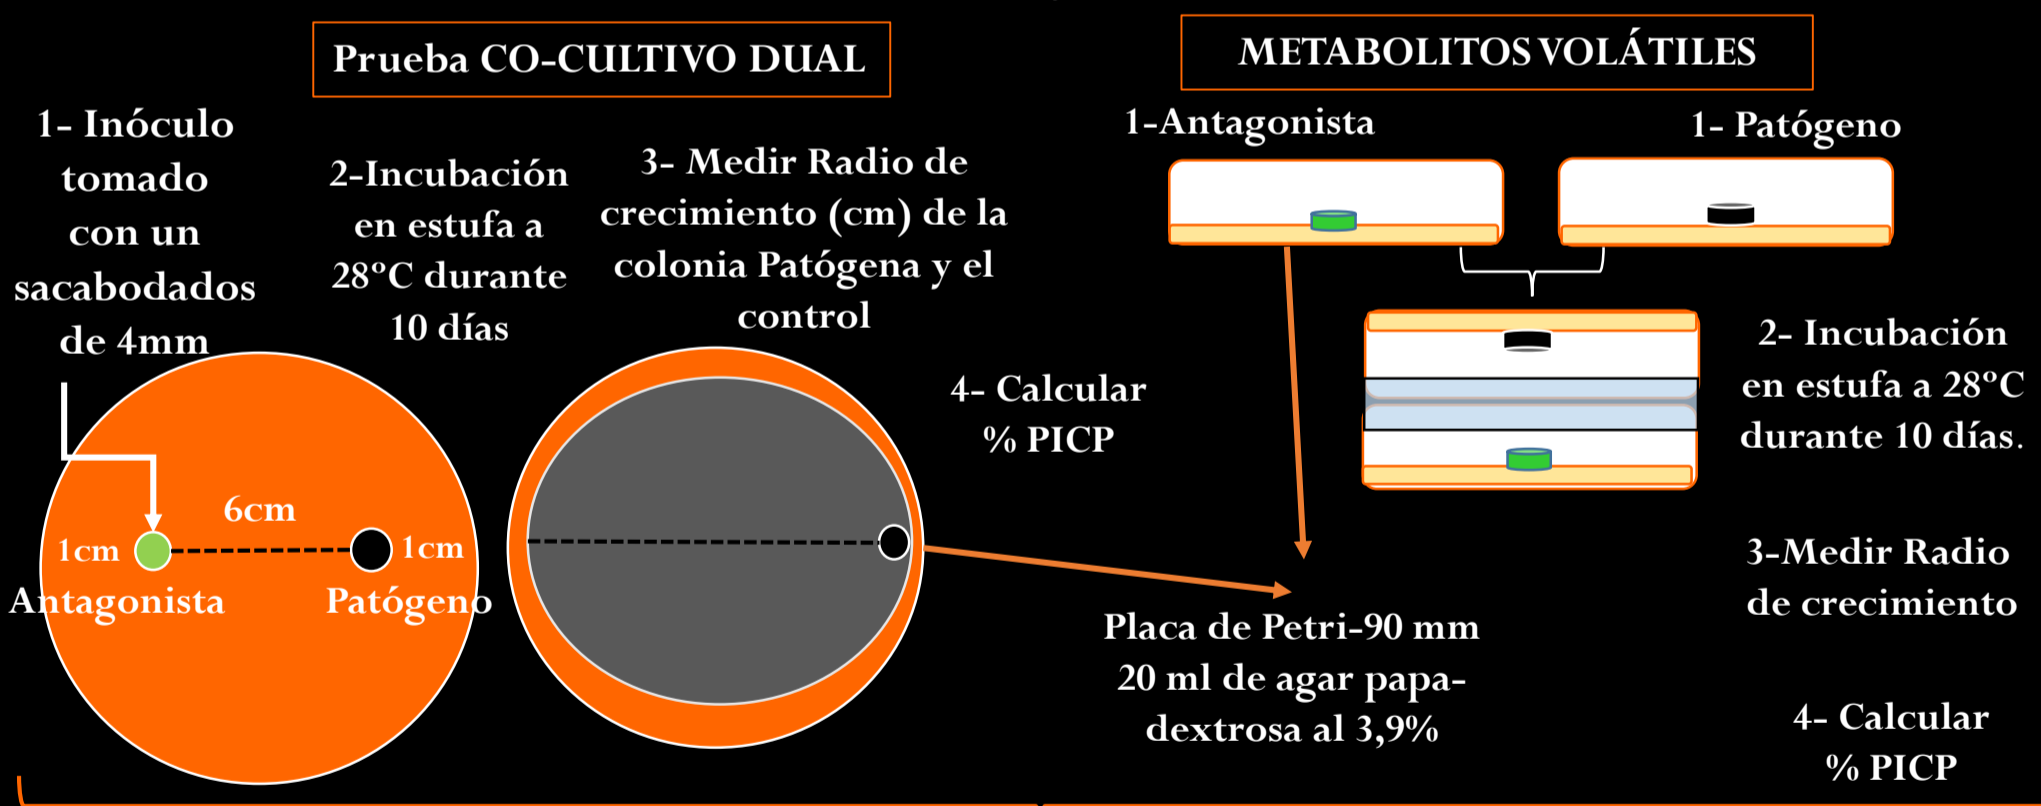 Prueba CO-CULTIVO DUAL
1- Inóculo
tomado
con un
sacabodados
de 4mm
2-Incubación
en estufa a
28ºC durante
10 días
3- Medir Radio de
crecimiento (cm) de la
colonia Patógena y el
control
4- Calcular
% PICP
6cm
1cm
1cm
Antagonista
Patógeno
METABOLITOS VOLÁTILES
1-Antagonista
1- Patógeno
2- Incubación
en estufa a 28ºC
durante 10 días.
3-Medir Radio
de crecimiento
4- Calcular
% PICP
Placa de Petri-90 mm
20 ml de agar papa-
dextrosa al 3,9%